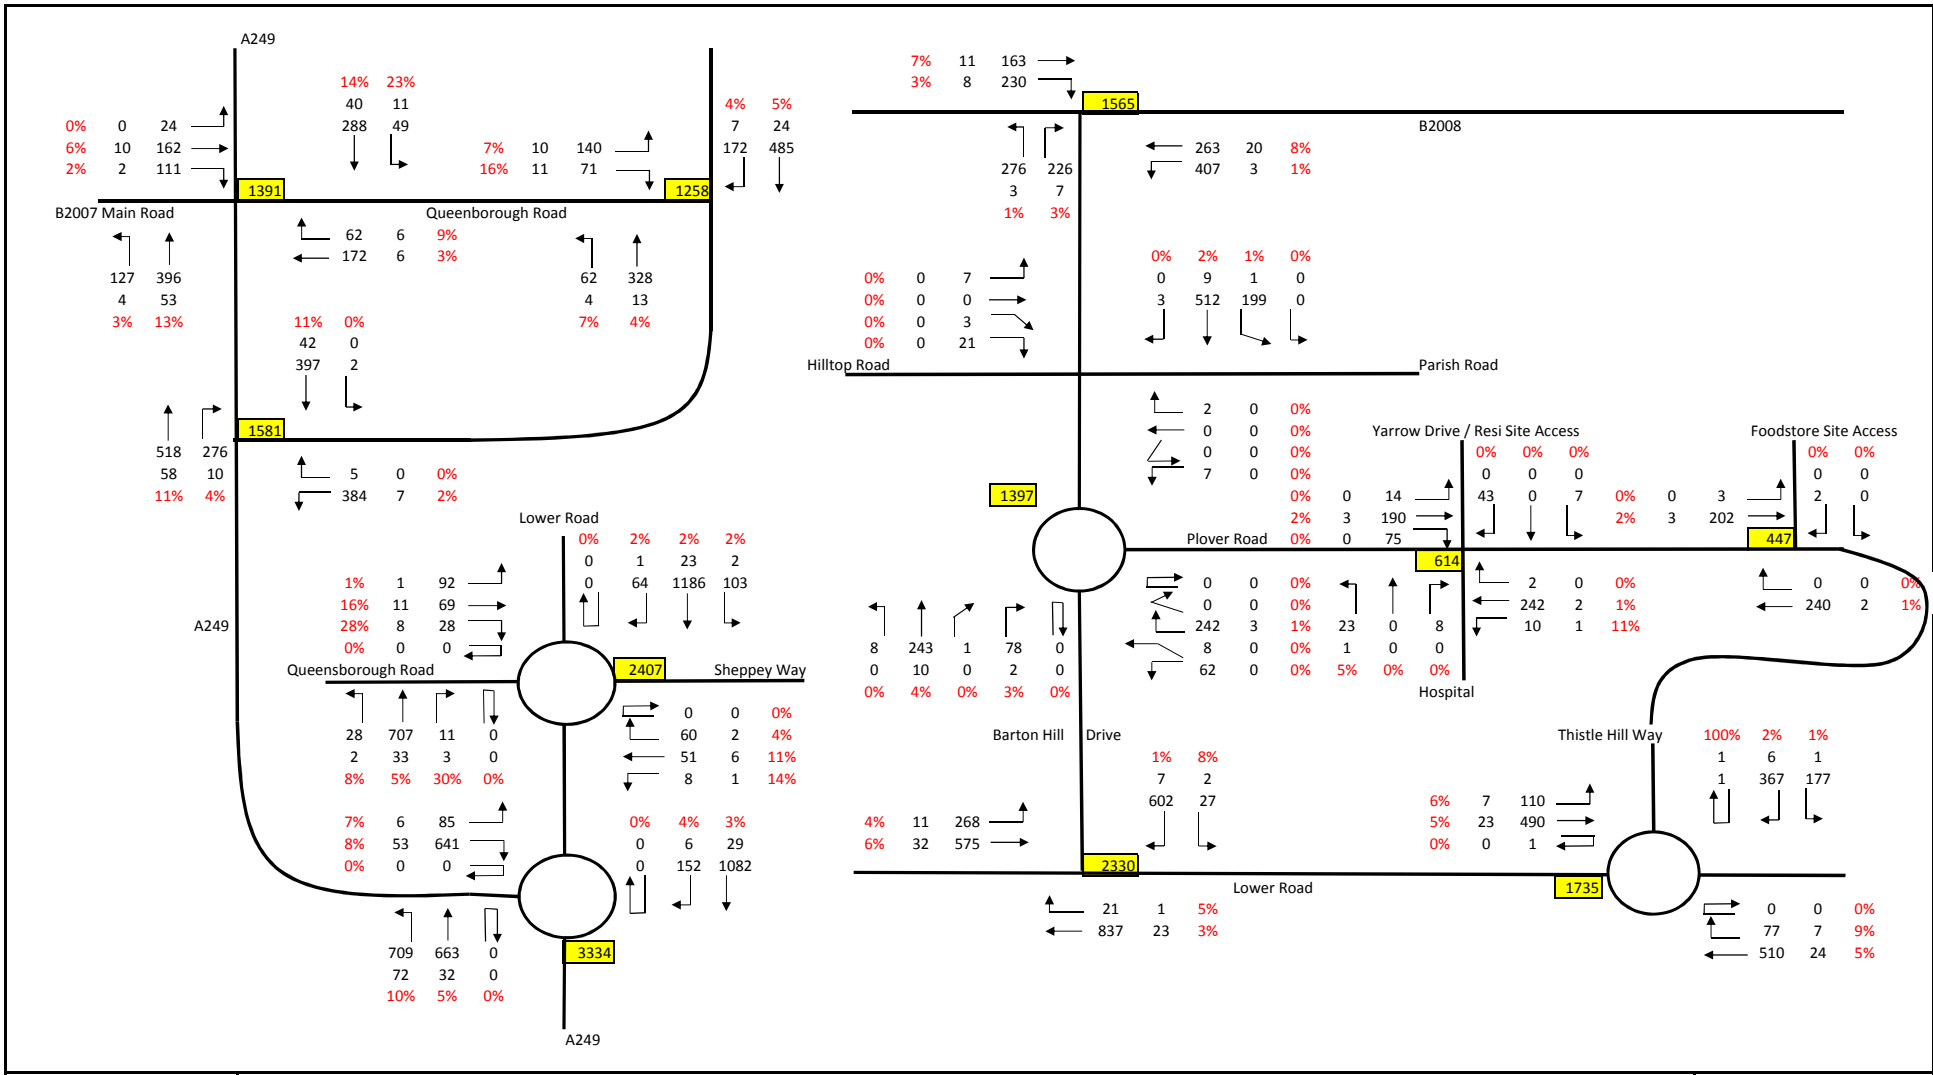 A249
14% 23%
40 11
288 49
0% 0 24
6% 10 162
2% 2 111
7% 10 140
16% 11 71
4% 5%
7 24
172 485
1391
1258
B2007 Main Road
Queenborough Road
62 6 9%
172 6 3%
127 396
4 53
3% 13%
62 328
4 13
7% 4%
11% 0%
42 0
397 2
1581
518 276
58 10
11% 4%
5 0 0%
384 7 2%
A249
Lower Road
0% 2% 2% 2%
0 1 23 2
0 64 1186 103
1% 1 92
16% 11 69
28% 8 28
0% 0 0
2407
Queensborough Road
Sheppey Way
28 707 11 0
2 33 3 0
8% 5% 30% 0%
0 0 0%
60 2 4%
51 6 11%
8 1 14%
7% 6 85
8% 53 641
0% 0 0
0% 4% 3%
0 6 29
0 152 1082
709 663 0
72 32 0
10% 5% 0%
3334
A249
7% 11 163
3% 8 230
1565
B2008
276 226
3 7
1% 3%
263 20 8%
407 3 1%
0% 0 7
0% 0 0
0% 0 3
0% 0 21
0% 2% 1% 0%
0 9 1 0
3 512 199 0
Hilltop Road
Parish Road
2 0 0%
0 0 0%
0 0 0%
7 0 0%
1397
Yarrow Drive / Resi Site Access
0% 0% 0%
0 0 0
43 0 7
0% 0 14
2% 3 190
0% 0 75
Foodstore Site Access
0% 0%
0 0
2 0
0% 0 3
2% 3 202
Plover Road
614
447
0 0 0%
0 0 0%
242 3 1%
8 0 0%
62 0 0%
23 0 8
1 0 0
5% 0% 0%
2 0 0%
242 2 1%
10 1 11%
0 0 0%
240 2 1%
Hospital
8 243 1 78 0
0 10 0 2 0
0% 4% 0% 3% 0%
Barton Hill Drive
1% 8%
7 2
602 27
4% 11 268
6% 32 575
2330
Lower Road
21 1 5%
837 23 3%
Thistle Hill Way
100% 2% 1%
1 6 1
1 367 177
6% 7 110
5% 23 490
0% 0 1
1735
0 0 0%
77 7 9%
510 24 5%